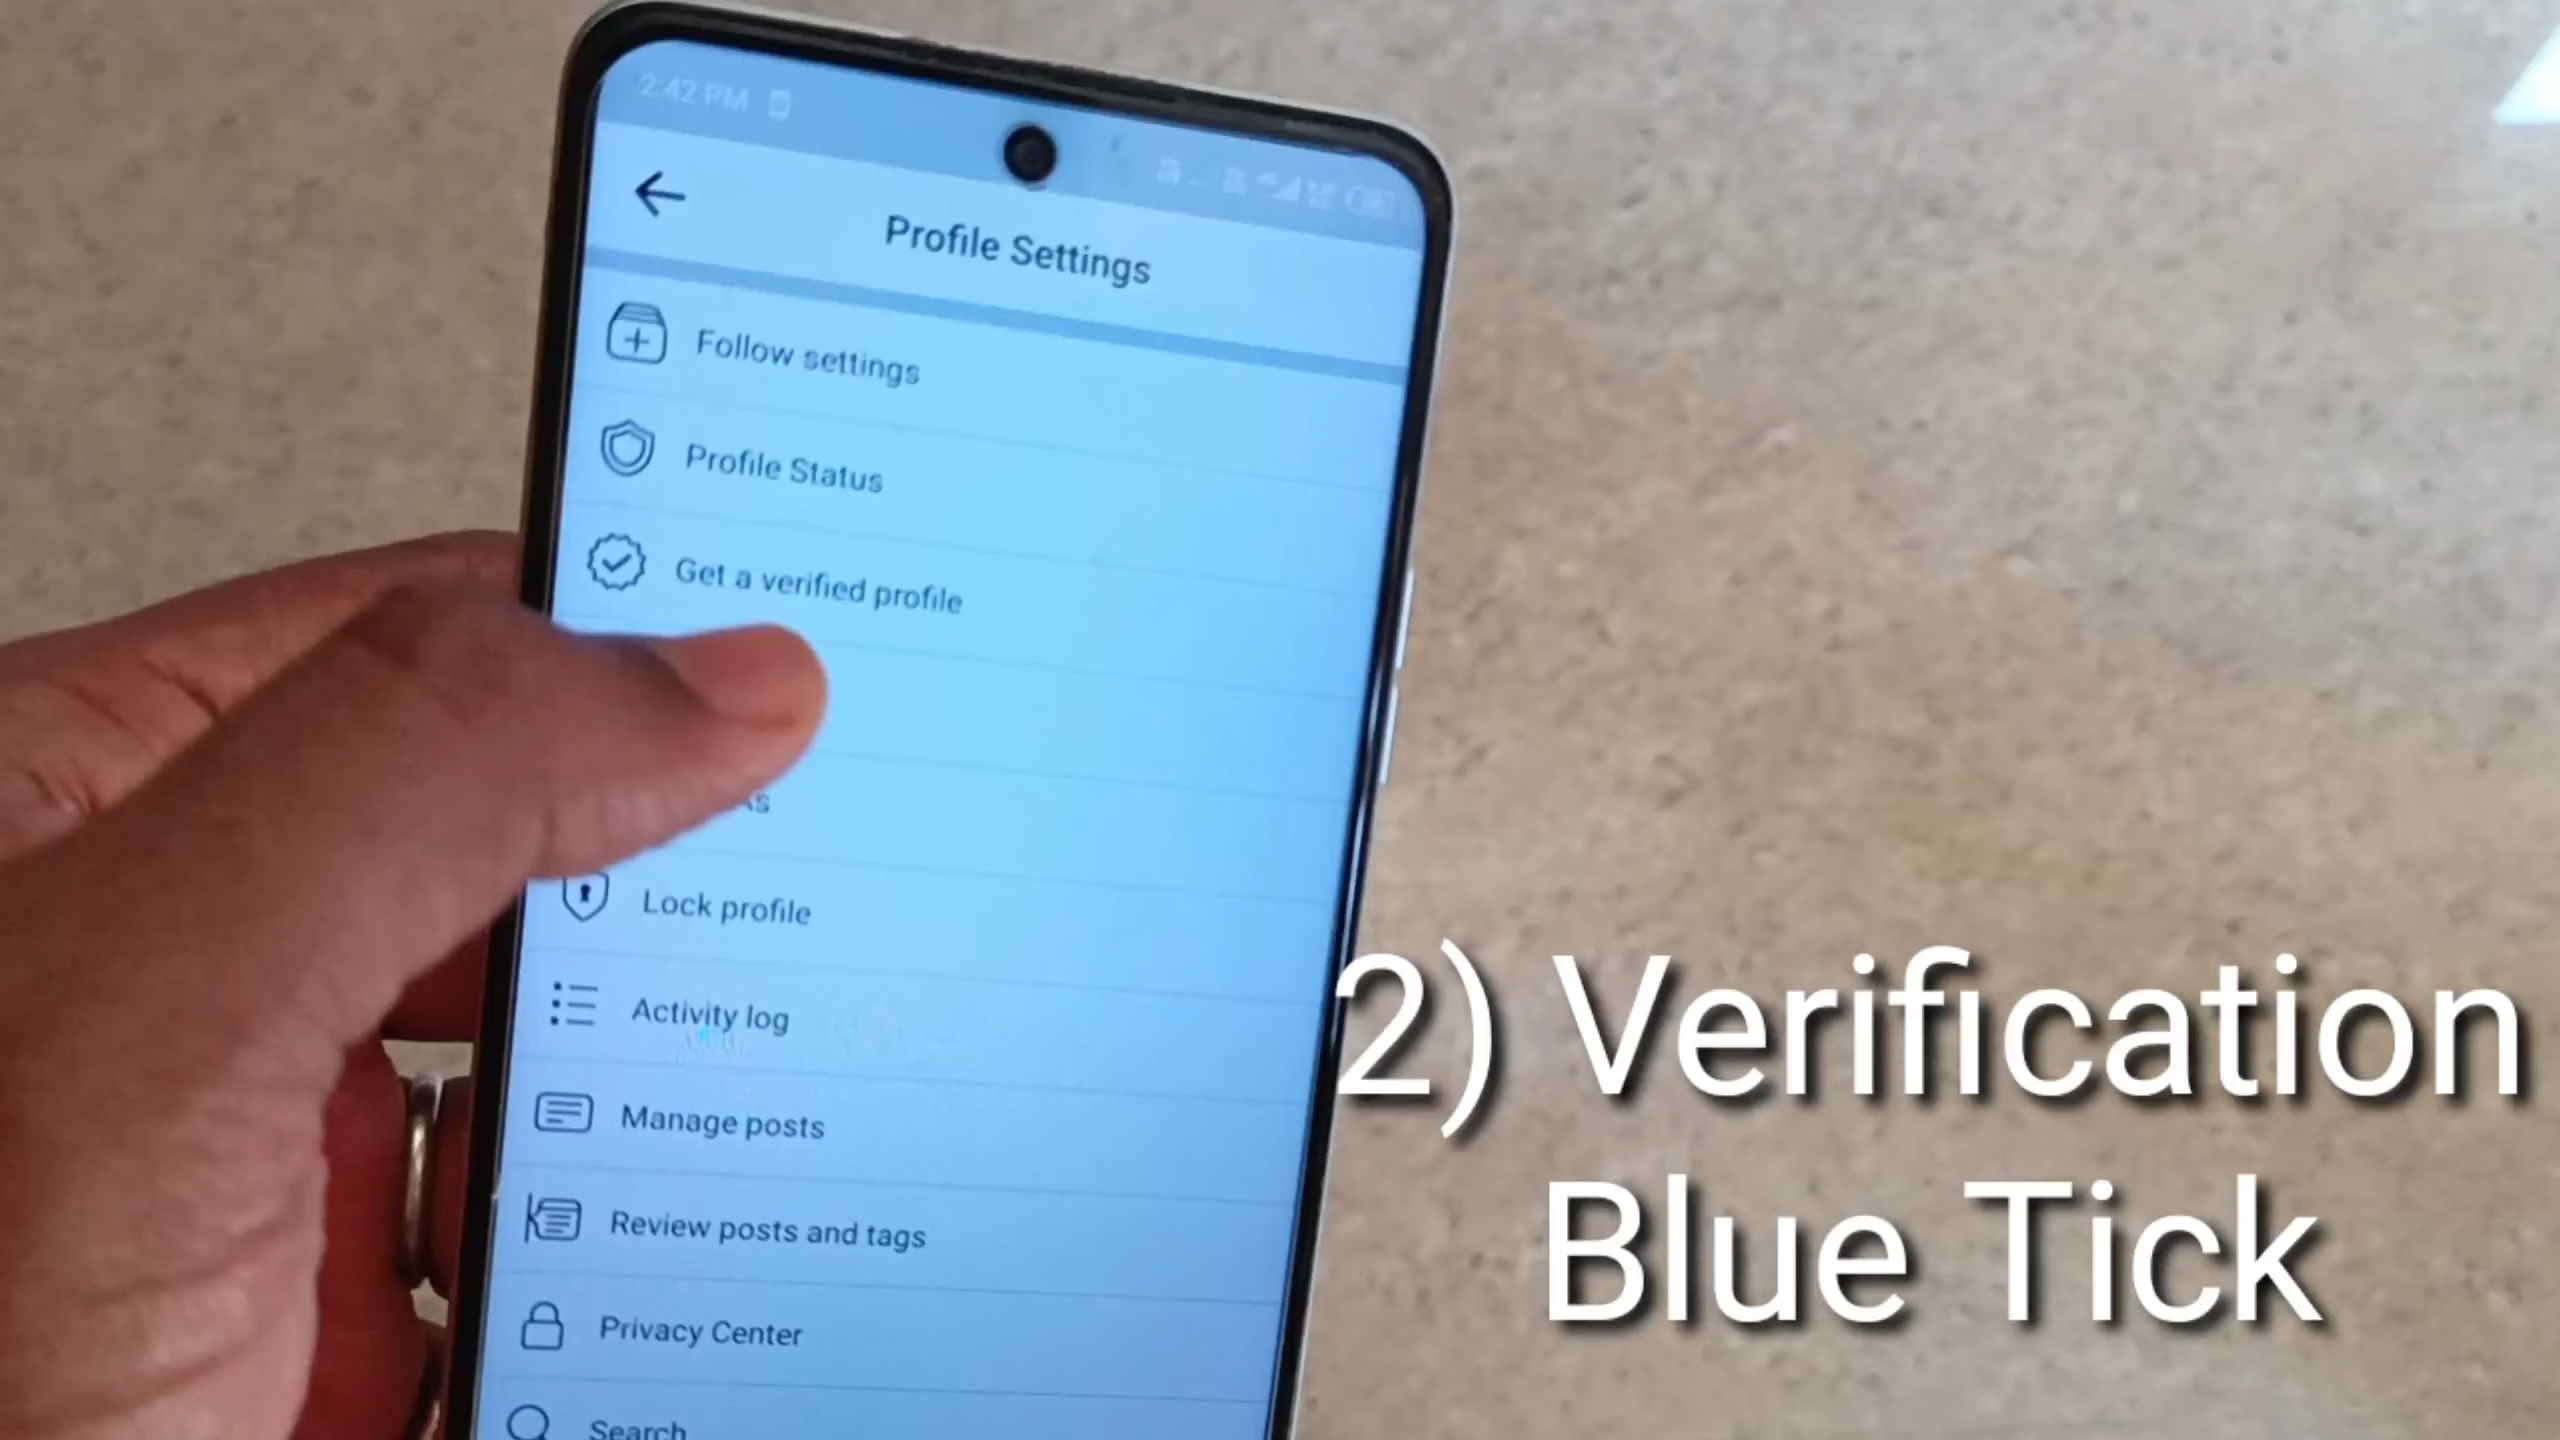 2:42 PM
Profile Settings
Follow settings
Profile Status
Get a verified profile
Lock profile
Activity log
Manage posts
Review posts and tags
Privacy Center
Search
2) Verification
Blue Tick